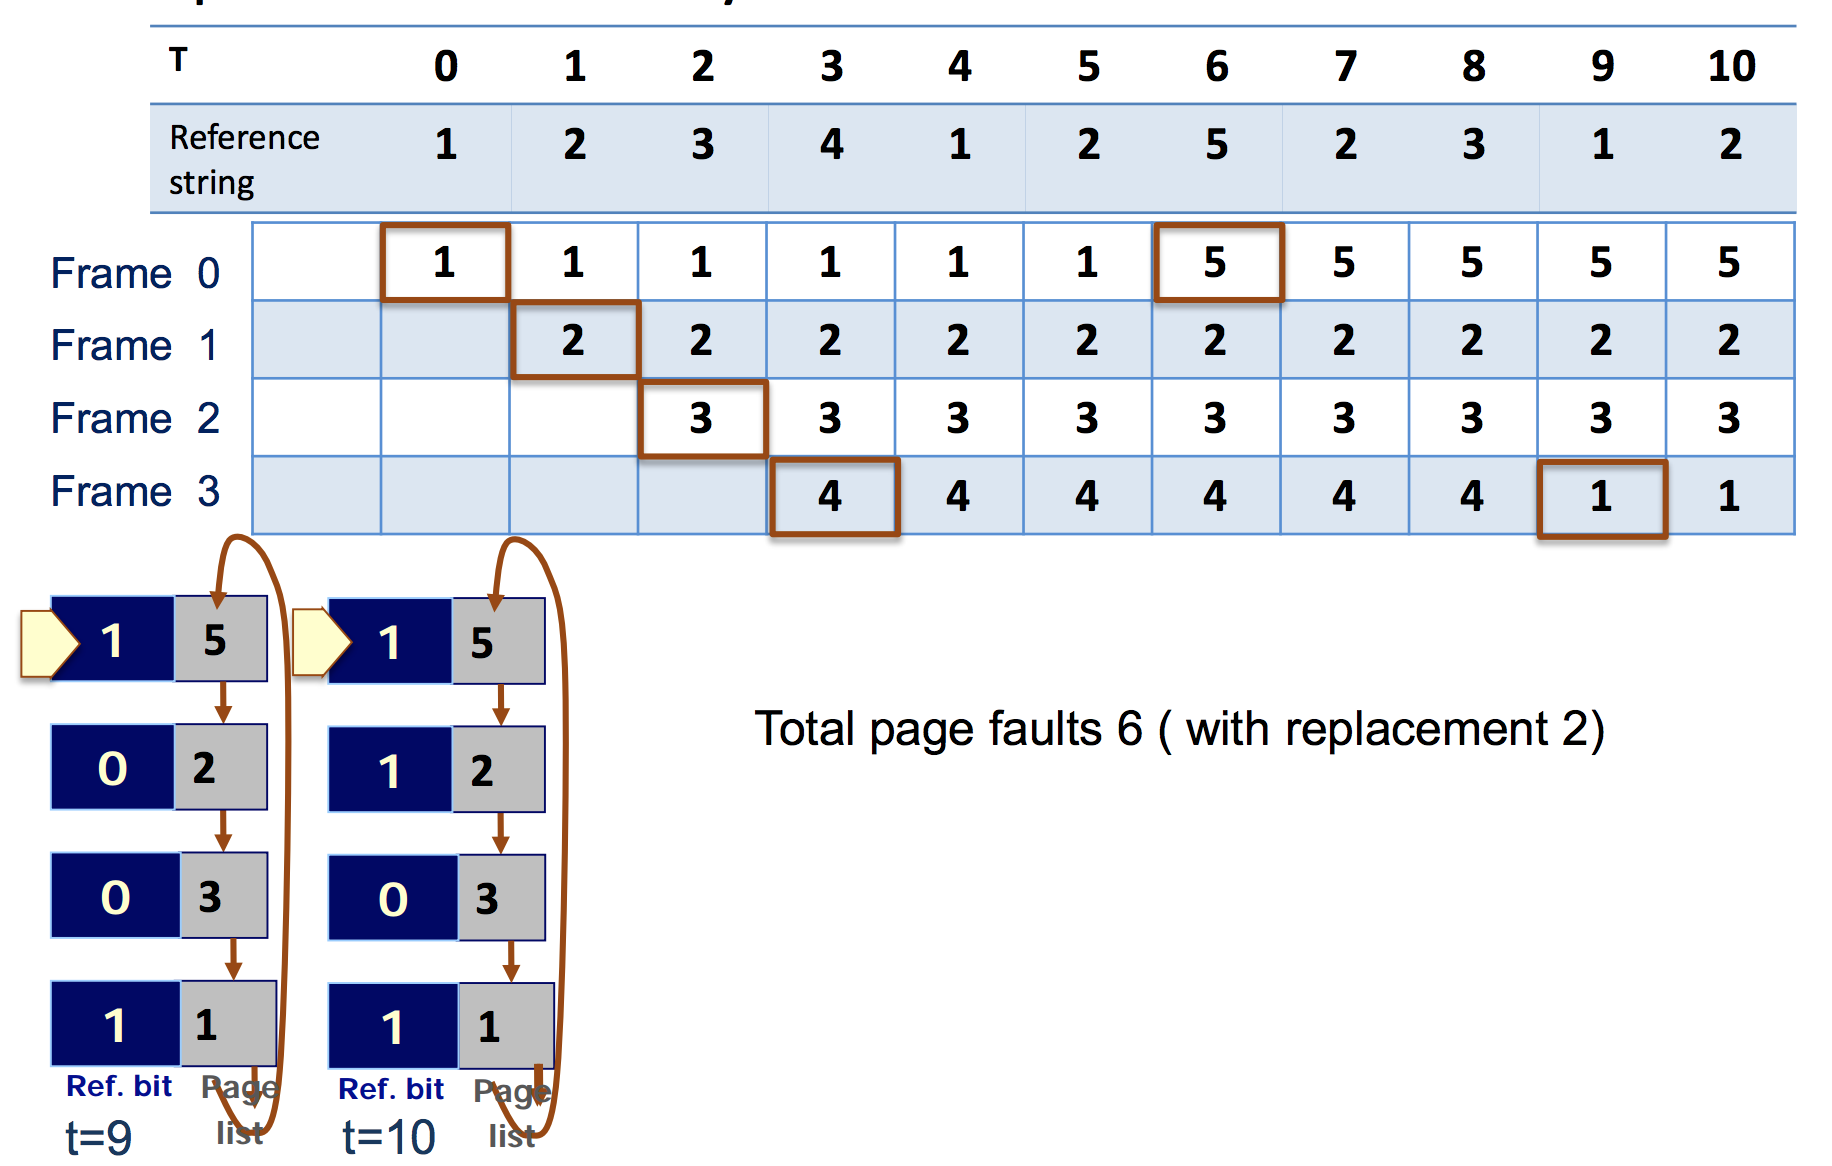 T 0 1 2 3 4 5 6 7 8 9 10
Reference string 1 2 3 4 1 2 5 2 3 1 2
Frame 0 1 1 1 1 1 1 5 5 5 5 5
Frame 1 2 2 2 2 2 2 2 2 2 2
Frame 2 3 3 3 3 3 3 3 3 3
Frame 3 4 4 4 4 4 4 1 1
1 5
0 2
0 3
1 1
Ref. bit Page list
t=9
1 5
1 2
0 3
1 1
Ref. bit Page list
t=10
Total page faults 6 ( with replacement 2)